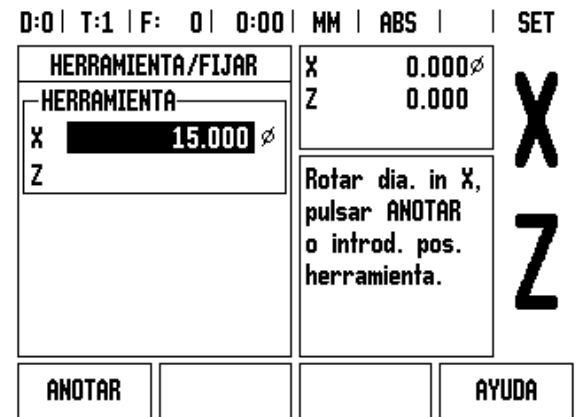 D:0 | T:1 | F: 0 | 0:00 | MM | ABS | | SET
HERRAMIENTA/FIJAR
HERRAMIENTA
X 15.000 ⌀
Z
X 0.000⌀
Z 0.000
Rotar dia. in X,
pulsar ANOTAR
o introd. pos.
herramienta.
X
Z
ANOTAR
AYUDA